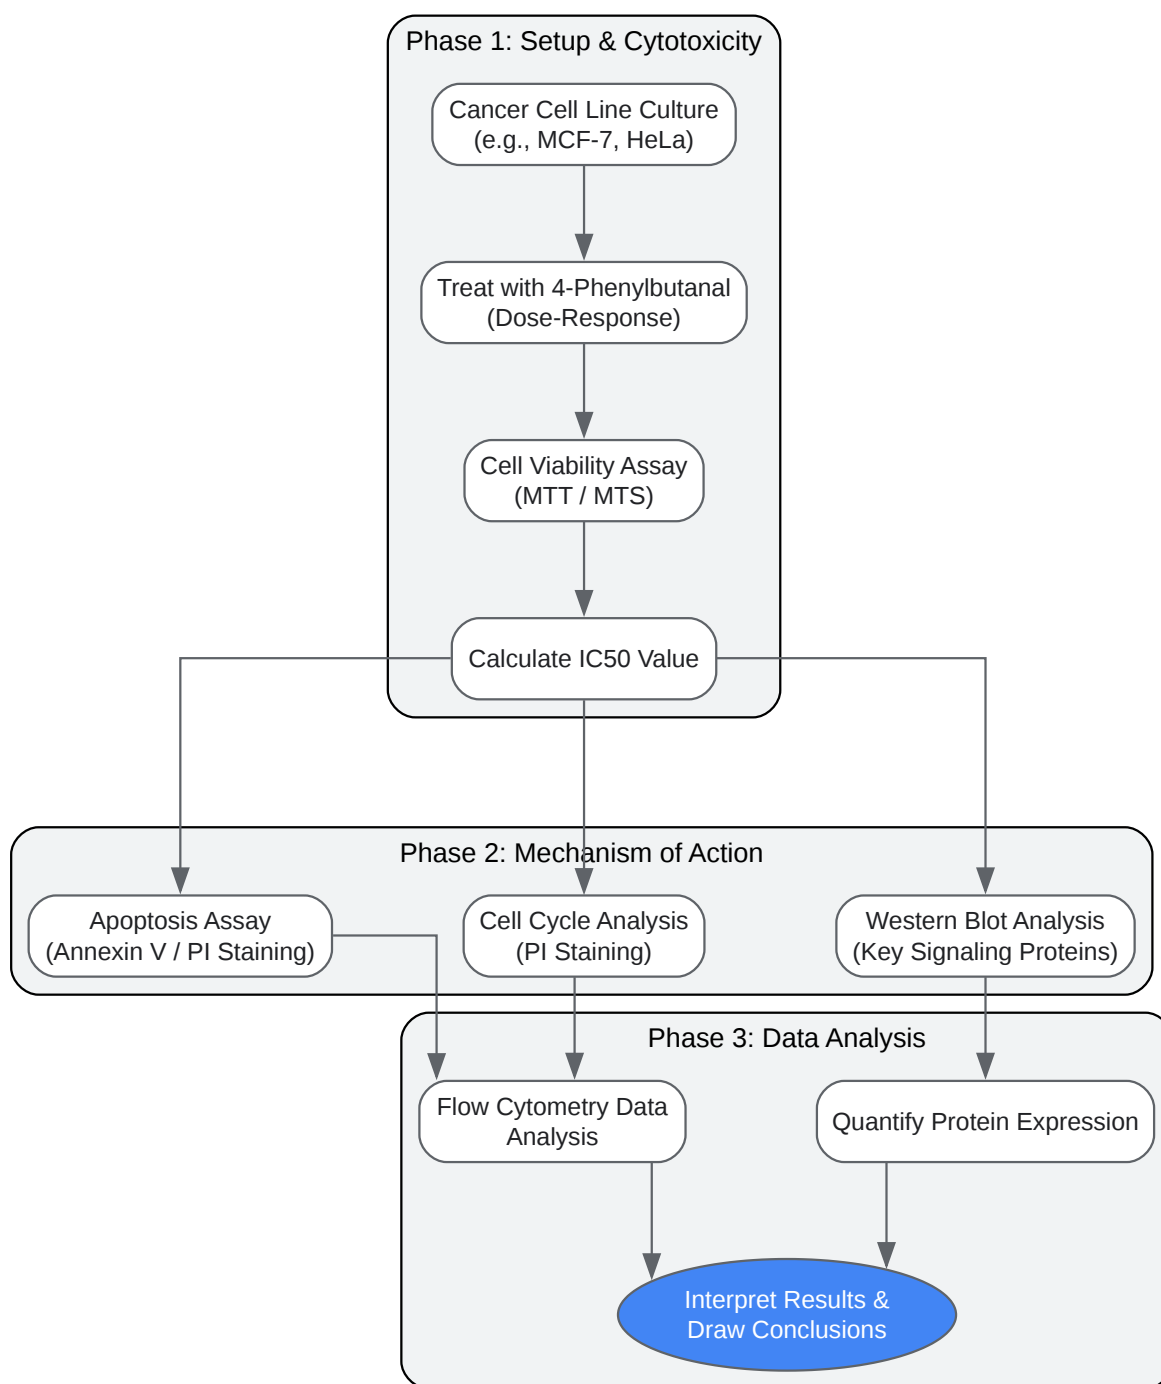 Phase 1: Setup & Cytotoxicity
Cancer Cell Line Culture
(e.g., MCF-7, HeLa)
Treat with 4-Phenylbutanal
(Dose-Response)
Cell Viability Assay
(MTT / MTS)
Calculate IC50 Value
Phase 2: Mechanism of Action
Apoptosis Assay
(Annexin V / PI Staining)
Cell Cycle Analysis
(PI Staining)
Western Blot Analysis
(Key Signaling Proteins)
Phase 3: Data Analysis
Flow Cytometry Data
Analysis
Quantify Protein Expression
Interpret Results &
Draw Conclusions